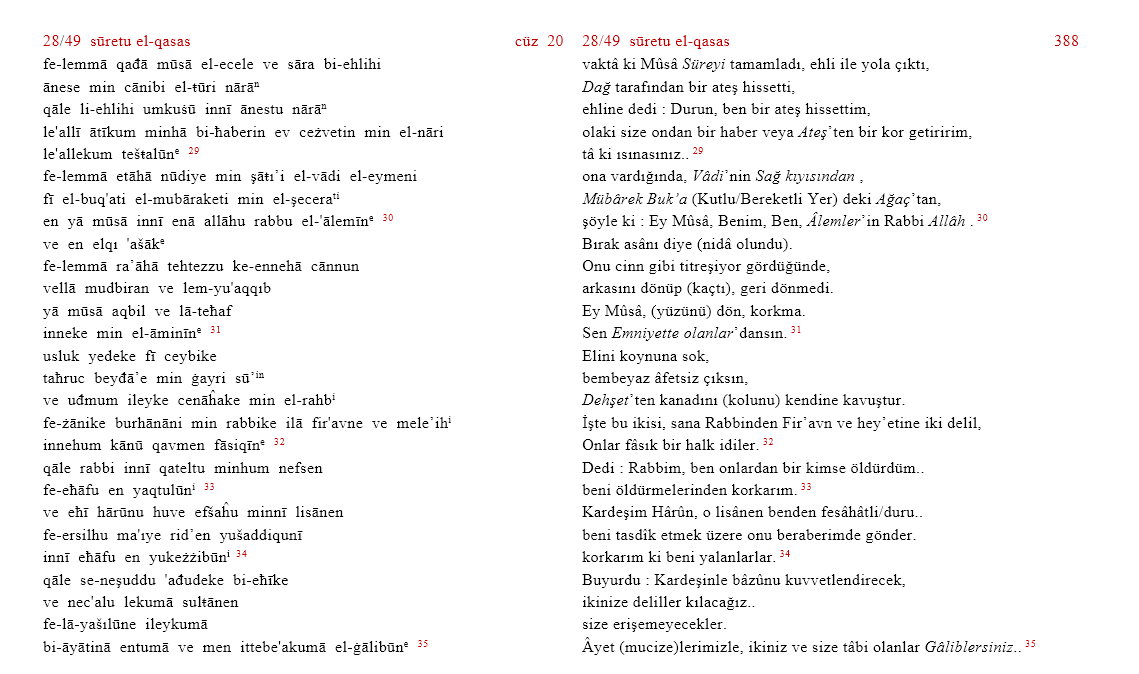 28/49 sūretu el-qasas cüz 20
fe-lemmā qađā mūsā el-ecele ve sāra bi-ehlihi
ānese min cānibi el-ŧūri nārāⁿ
qāle li-ehlihi umkuŝū innī ānestu nārāⁿ
le'allī ātīkum minhā bi-ħaberin ev ceżvetin min el-nāri
le'allekum tešŧalūnᵉ 29
fe-lemmā etāhā nūdiye min şāŧı’i el-vādi el-eymeni
fī el-buq'ati el-mubāraketi min el-şeceraᵗⁱ
en yā mūsā innī enā allāhu rabbu el-'ālemīnᵉ 30
ve en elqı 'ašākᵉ
fe-lemmā ra’āhā tehtezzu ke-ennehā cānnun
vellā mudbiran ve lem-yu'aqqıb
yā mūsā aqbil ve lā-teħaf
inneke min el-āminīnᵉ 31
usluk yedeke fī ceybike
taħruc beyđā’e min ġayri sū’ⁱⁿ
ve uđmum ileyke cenāĥake min el-rahbⁱ
fe-żānike burhānāni min rabbike ilā fir'avne ve mele’ihⁱ
innehum kānū qavmen fāsiqīnᵉ 32
qāle rabbi innī qateltu minhum nefsen
fe-eħāfu en yaqtulūnⁱ 33
ve eħī hārūnu huve efšaĥu minnī lisānen
fe-ersilhu ma'ıye rid’en yušaddiqunī
innī eħāfu en yukeżżibūnⁱ 34
qāle se-neşuddu 'ađudeke bi-eħīke
ve nec'alu lekumā sulŧānen
fe-lā-yašılūne ileykumā
bi-āyātinā entumā ve men ittebe'akumā el-ġālibūnᵉ 35
28/49 sūretu el-qasas 388
vaktâ ki Mûsâ Süreyi tamamladı, ehli ile yola çıktı,
Dağ tarafından bir ateş hissetti,
ehline dedi : Durun, ben bir ateş hissettim,
olaki size ondan bir haber veya Ateş’ten bir kor getiririm,
tâ ki ısınasınız.. 29
ona vardığında, Vâdi’nin Sağ kıyısından ,
Mübârek Buk’a (Kutlu/Bereketli Yer) deki Ağaç’tan,
şöyle ki : Ey Mûsâ, Benim, Ben, Âlemler’in Rabbi Allâh . 30
Bırak asânı diye (nidâ olundu).
Onu cinn gibi titreşiyor gördüğünde,
arkasını dönüp (kaçtı), geri dönmedi.
Ey Mûsâ, (yüzünü) dön, korkma.
Sen Emniyette olanlar’dansın. 31
Elini koynuna sok,
bembeyaz âfetsiz çıksın,
Dehşet’ten kanadını (kolunu) kendine kavuştur.
İşte bu ikisi, sana Rabbinden Fir’avn ve hey’etine iki delil,
Onlar fâsık bir halk idiler. 32
Dedi : Rabbim, ben onlardan bir kimse öldürdüm..
beni öldürmelerinden korkarım. 33
Kardeşim Hârûn, o lisânen benden fesâhâtli/duru..
beni tasdîk etmek üzere onu beraberimde gönder.
korkarım ki beni yalanlarlar. 34
Buyurdu : Kardeşinle bâzûnu kuvvetlendirecek,
ikinize deliller kılacağız..
size erişemeyecekler.
Âyet (mucize)lerimizle, ikiniz ve size tâbi olanlar Gâliblersiniz.. 35